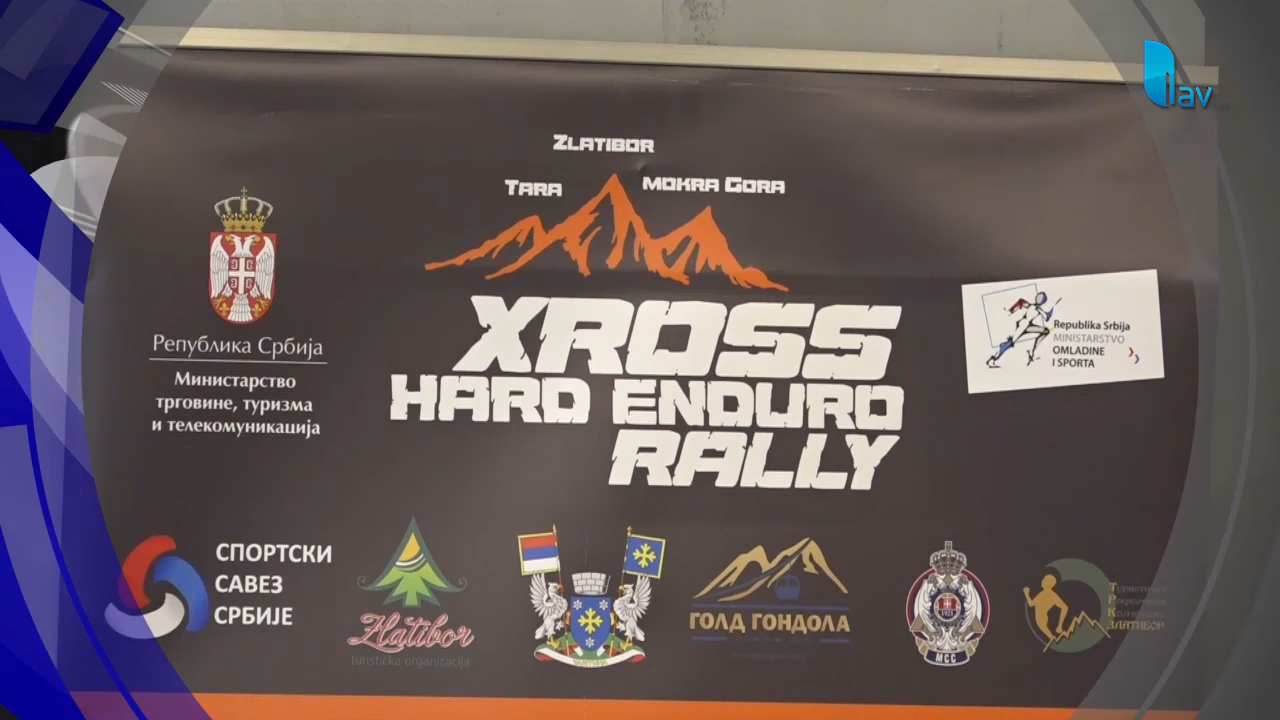 lav
ZLATIBOR
TARA
MOKRA GORA
XROSS
HARD ENDURO
RALLY
Република Србија
Министарство
трговине, туризма
и телекомуникација
Republika Srbija
MINISTARSTVO
OMLADINE
I SPORTA
СПОРТСКИ
САВЕЗ
СРБИЈЕ
Zlatibor
turistička organizacija
ГОЛД ГОНДОЛА
МСС
ЗЛАТИБОР